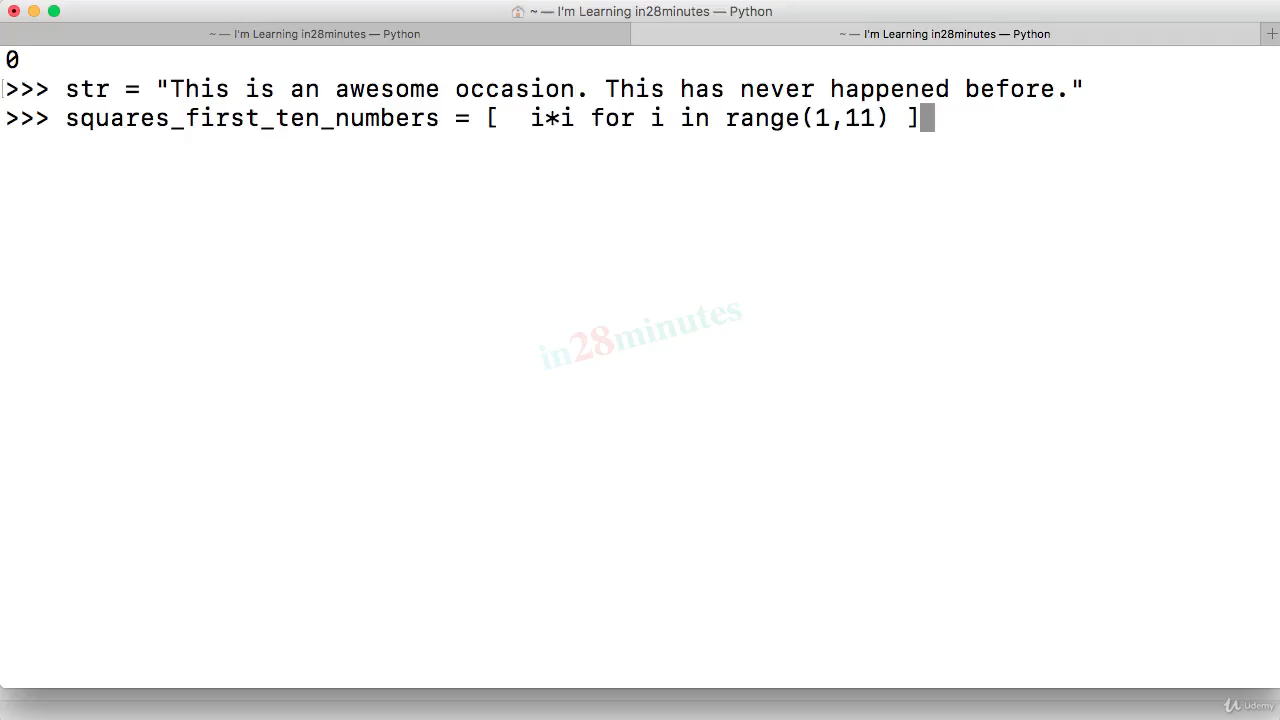 ~ — I'm Learning in28minutes — Python
~ — I'm Learning in28minutes — Python
~ — I'm Learning in28minutes — Python
0
>>> str = "This is an awesome occasion. This has never happened before."
>>> squares_first_ten_numbers = [  i*i for i in range(1,11) ]
in28minutes
Udemy